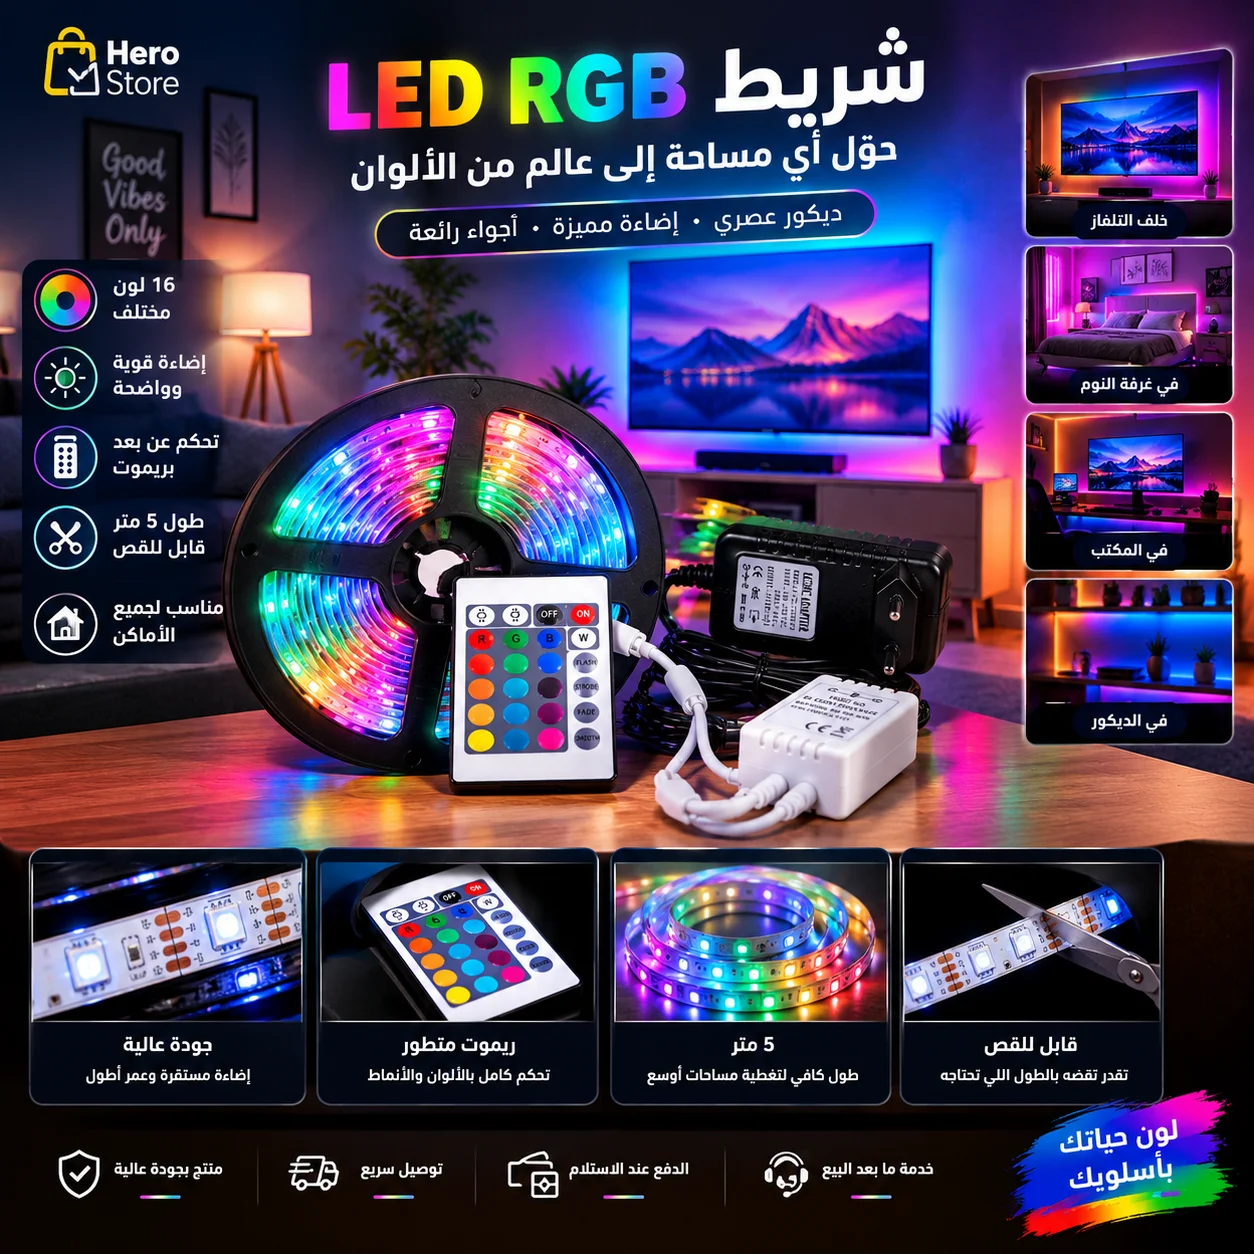 Hero
Store
شريط LED RGB
حوّل أي مساحة إلى عالم من الألوان
ديكور عصري • إضاءة مميزة • أجواء رائعة
Good
Vibes
Only
16 لون
مختلف
إضاءة قوية
وواضحة
تحكم عن بعد
بريموت
طول 5 متر
قابل للقص
مناسب لجميع
الأماكن
خلف التلفاز
في غرفة النوم
في المكتب
في الديكور
OFF ON
R G B W
FLASH
STROBE
FADE
SMOOTH
OFF ON
R G B W
قابل للقص
تقدر تقضه بالطول اللي تحتاجه
5 متر
طول كافي لتغطية مساحات أوسع
ريموت متطور
تحكم كامل بالألوان والأنماط
جودة عالية
إضاءة مستقرة وعمر أطول
لون حياتك
بأسلوبك
خدمة ما بعد البيع
الدفع عند الاستلام
توصيل سريع
منتج بجودة عالية